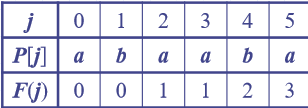 j 0 1 2 3 4 5
P[j] a b a a b a
F(j) 0 0 1 1 2 3